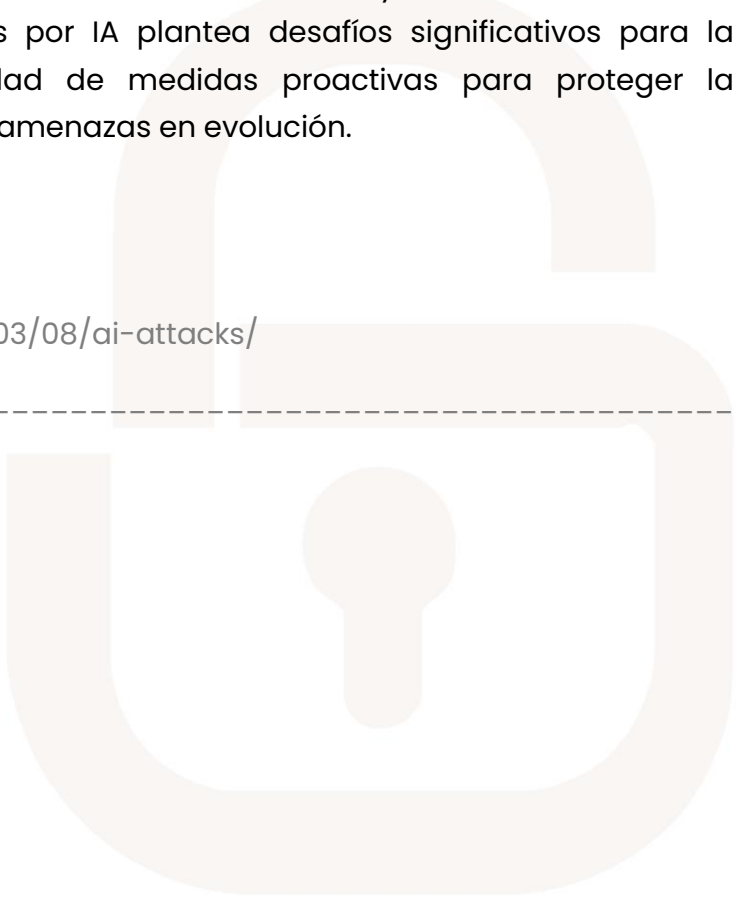 s por IA plantea desafíos significativos para la
dad de medidas proactivas para proteger la
amenazas en evolución.
03/08/ai-attacks/